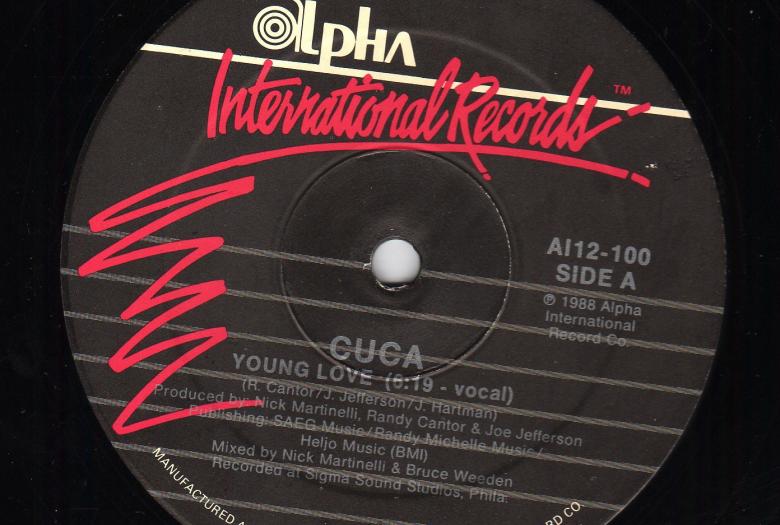 alpha
International Records TM
AI12-100
SIDE A
℗ 1988 Alpha
International
Record Co.
CUCA
YOUNG LOVE (6:19 - vocal)
(R. Cantor/J. Jefferson/J. Hartman)
Produced by: Nick Martinelli, Randy Cantor & Joe Jefferson
Publishing: SAEG Music/Randy Michelle Music/
Heljo Music (BMI)
Mixed by Nick Martinelli & Bruce Weeden
Recorded at Sigma Sound Studios, Phila.
MANUFACTURED
CO.